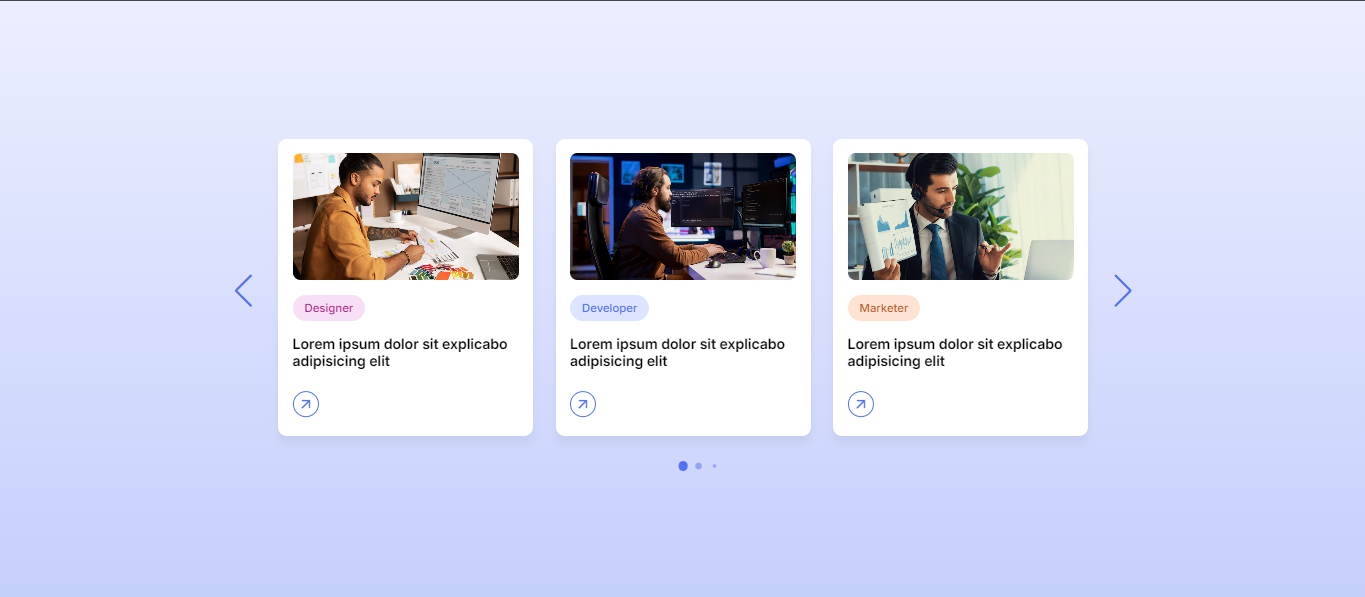 Designer
Developer
Marketer
Lorem ipsum dolor sit explicabo
adipisicing elit
Lorem ipsum dolor sit explicabo
adipisicing elit
Lorem ipsum dolor sit explicabo
adipisicing elit